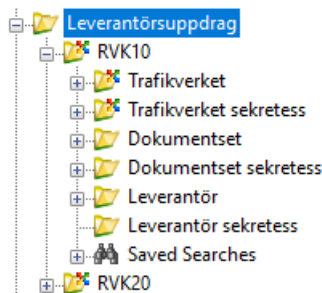 Leverantörsuppdrag
RVK10
Trafikverket
Trafikverket sekretess
Dokumentset
Dokumentset sekretess
Leverantör
Leverantör sekretess
Saved Searches
RVK20